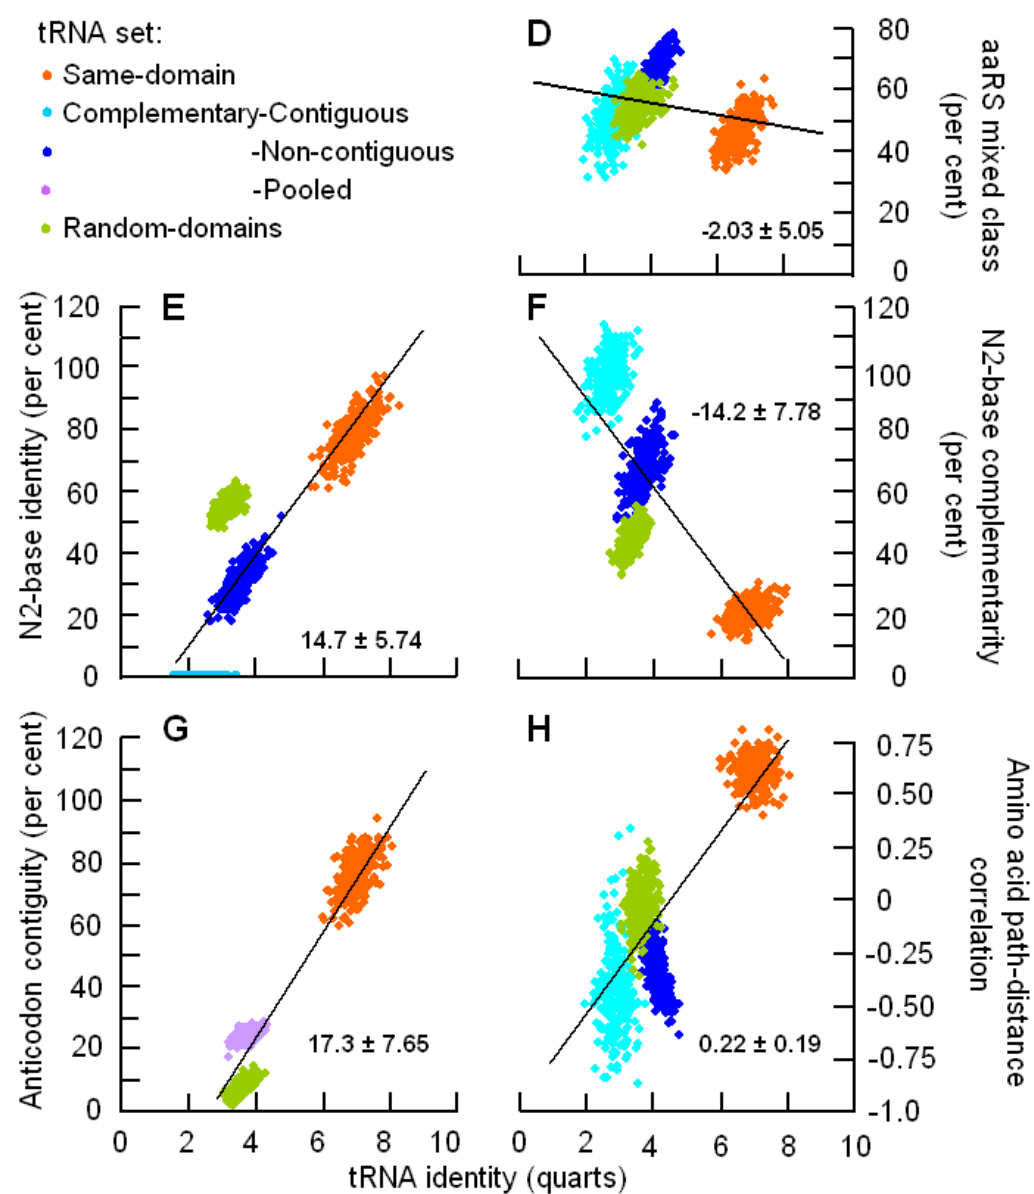 tRNA set:
Same-domain
Complementary-Contiguous
-Non-contiguous
-Pooled
Random-domains
D
80
60
40
20
0
aaRS mixed class
(per cent)
-2.03 ± 5.05
E
120
100
80
60
40
20
0
N2-base identity (per cent)
14.7 ± 5.74
F
120
100
80
60
40
20
0
N2-base complementarity
(per cent)
-14.2 ± 7.78
G
120
100
80
60
40
20
0
Anticodon contiguity (per cent)
17.3 ± 7.65
0 2 4 6 8 10
H
0.75
0.50
0.25
0
-0.25
-0.50
-0.75
-1.0
Amino acid path-distance
correlation
0.22 ± 0.19
0 2 4 6 8 10
tRNA identity (quarts)